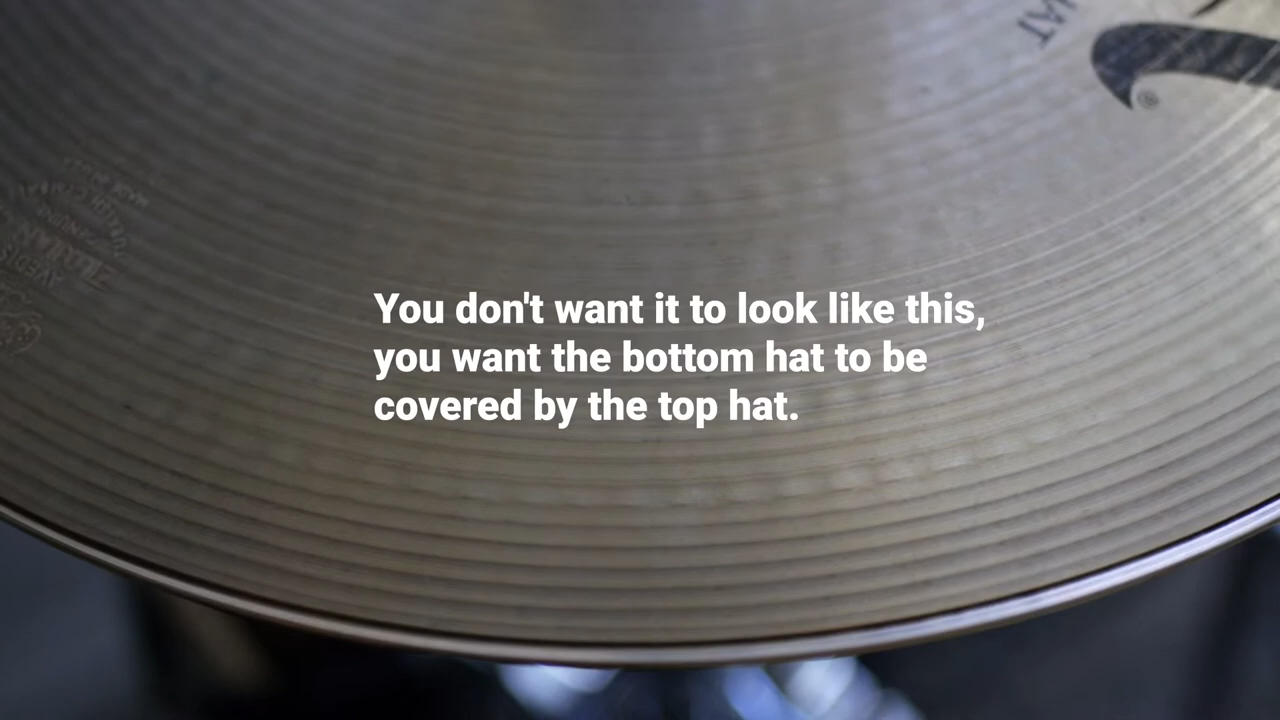 HAT
®
You don't want it to look like this,
you want the bottom hat to be
covered by the top hat.